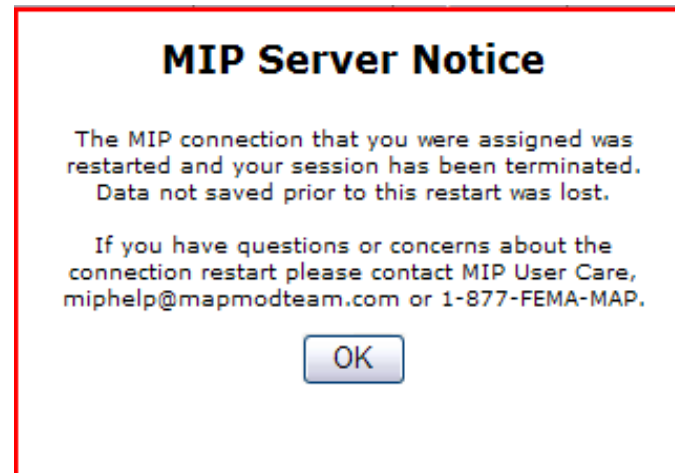 MIP Server Notice
The MIP connection that you were assigned was
restarted and your session has been terminated.
Data not saved prior to this restart was lost.
If you have questions or concerns about the
connection restart please contact MIP User Care,
miphelp@mapmodteam.com or 1-877-FEMA-MAP.
OK